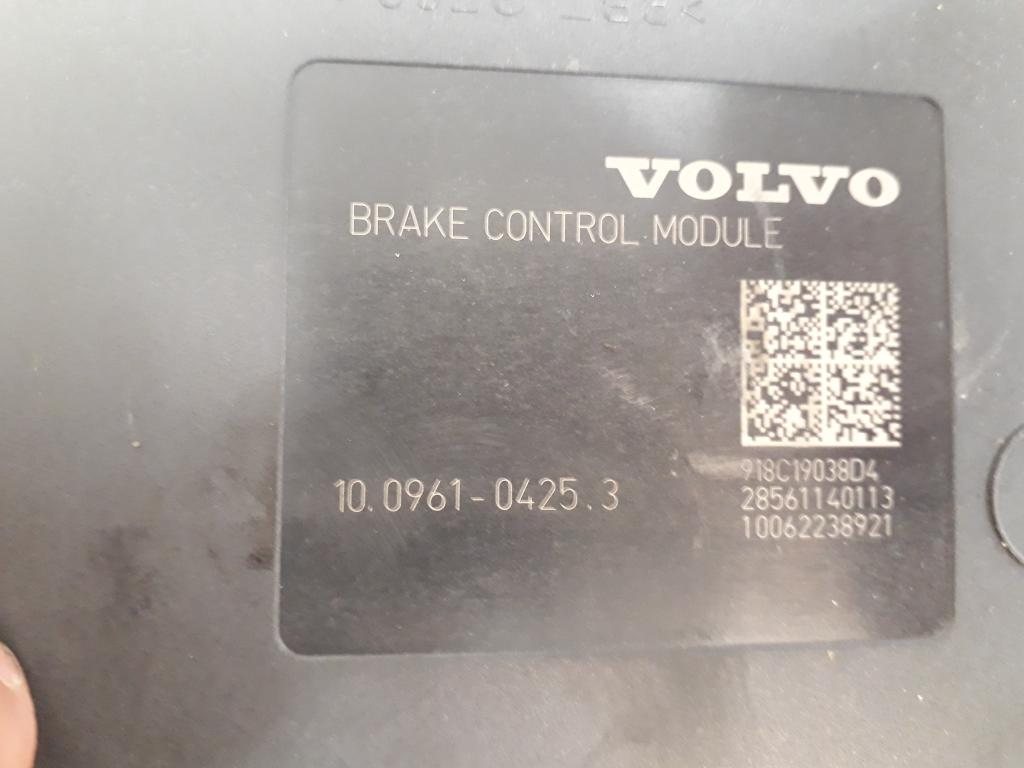 VOLVO
BRAKE CONTROL MODULE
10.0961-0425.3
918C19038D4
28561140113
10062238921